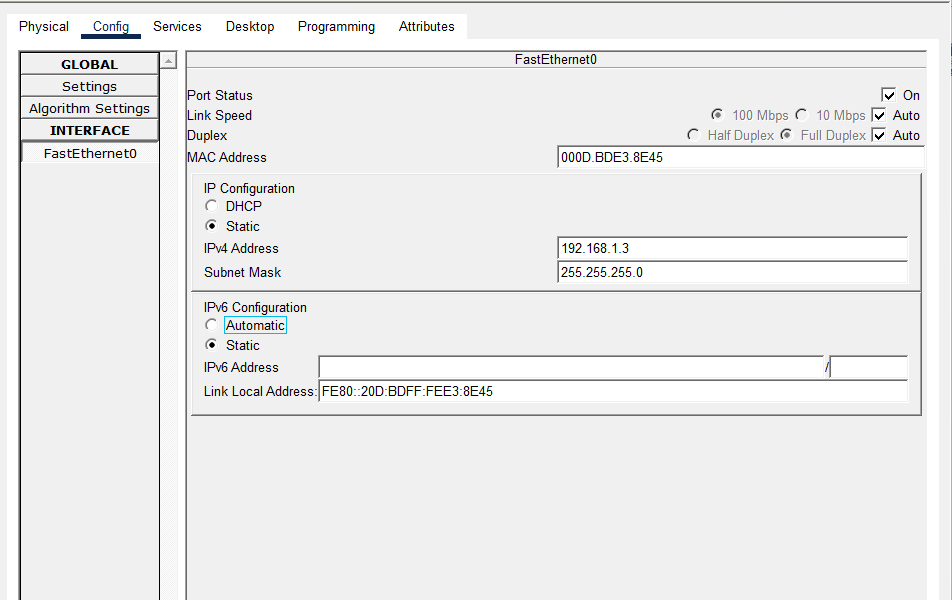 Physical Config Services Desktop Programming Attributes
GLOBAL
Settings
Algorithm Settings
INTERFACE
FastEthernet0
FastEthernet0
Port Status On
Link Speed 100 Mbps 10 Mbps Auto
Duplex Half Duplex Full Duplex Auto
MAC Address 000D.BDE3.8E45
IP Configuration
DHCP
Static
IPv4 Address 192.168.1.3
Subnet Mask 255.255.255.0
IPv6 Configuration
Automatic
Static
IPv6 Address /
Link Local Address: FE80::20D:BDFF:FEE3:8E45